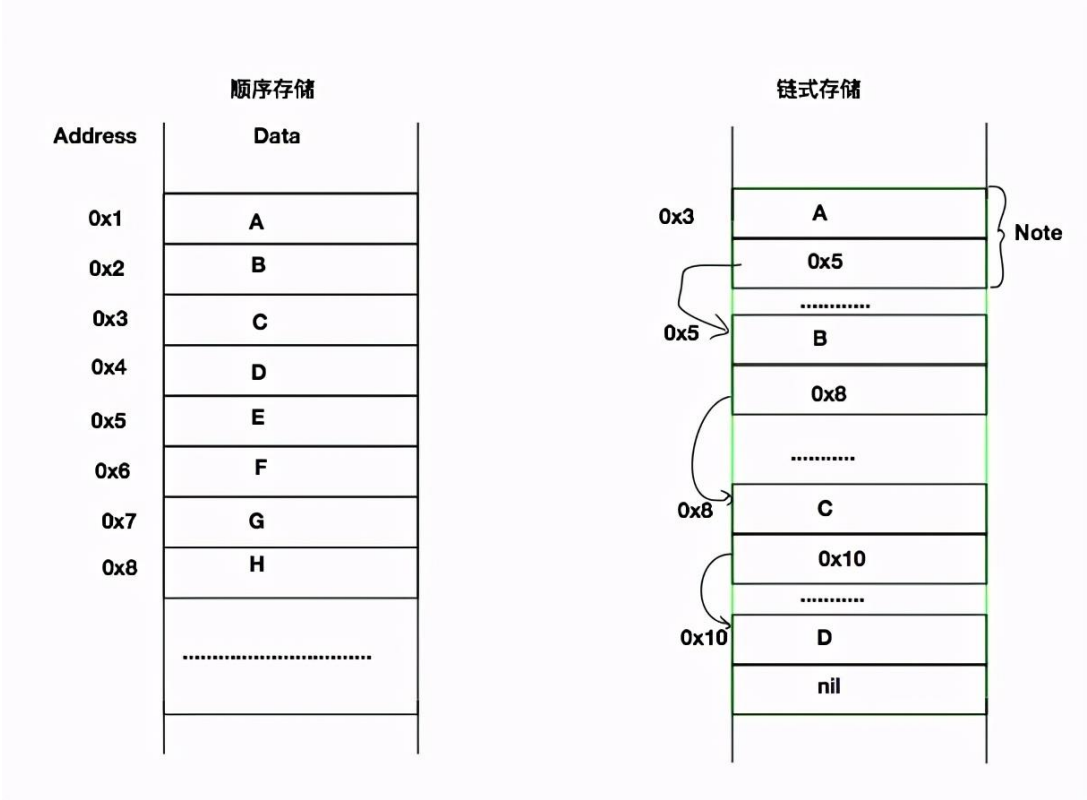 顺序存储
Address Data
0x1 A
0x2 B
0x3 C
0x4 D
0x5 E
0x6 F
0x7 G
0x8 H
................................
链式存储
0x3 A
0x5
Note
............
0x5 B
0x8
...........
0x8 C
0x10
...........
0x10 D
nil